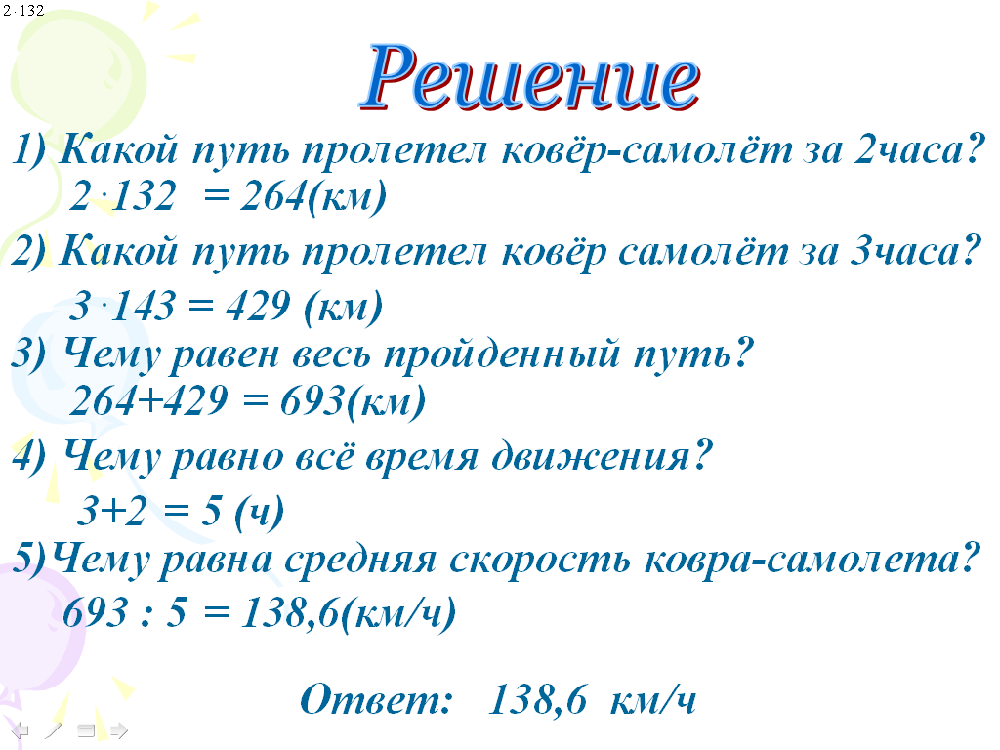 2·132
Решение
1) Какой путь пролетел ковёр-самолёт за 2часа?
2·132 = 264(км)
2) Какой путь пролетел ковёр самолёт за 3часа?
3·143 = 429 (км)
3) Чему равен весь пройденный путь?
264+429 = 693(км)
4) Чему равно всё время движения?
3+2 = 5 (ч)
5)Чему равна средняя скорость ковра-самолета?
693 : 5 = 138,6(км/ч)
Ответ: 138,6 км/ч